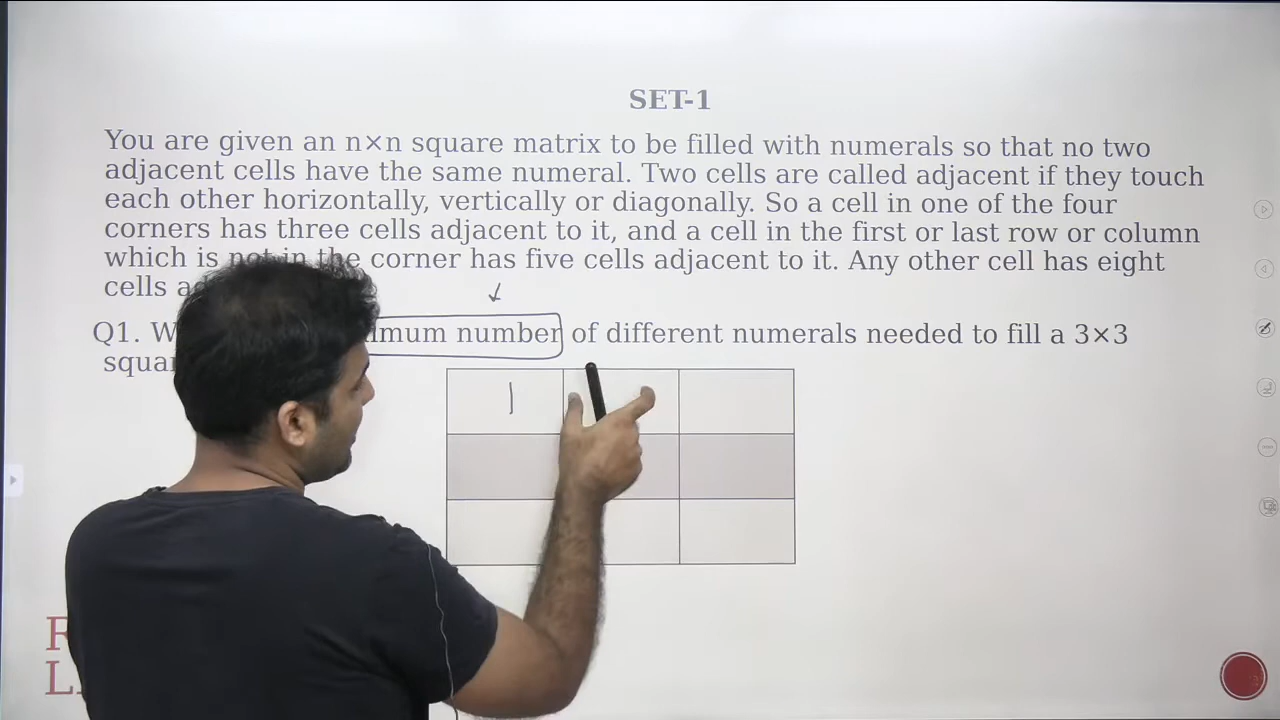 SET-1
You are given an n×n square matrix to be filled with numerals so that no two
adjacent cells have the same numeral. Two cells are called adjacent if they touch
each other horizontally, vertically or diagonally. So a cell in one of the four
corners has three cells adjacent to it, and a cell in the first or last row or column
which is not in the corner has five cells adjacent to it. Any other cell has eight
cells
Q1. number of different numerals needed to fill a 3×3
1